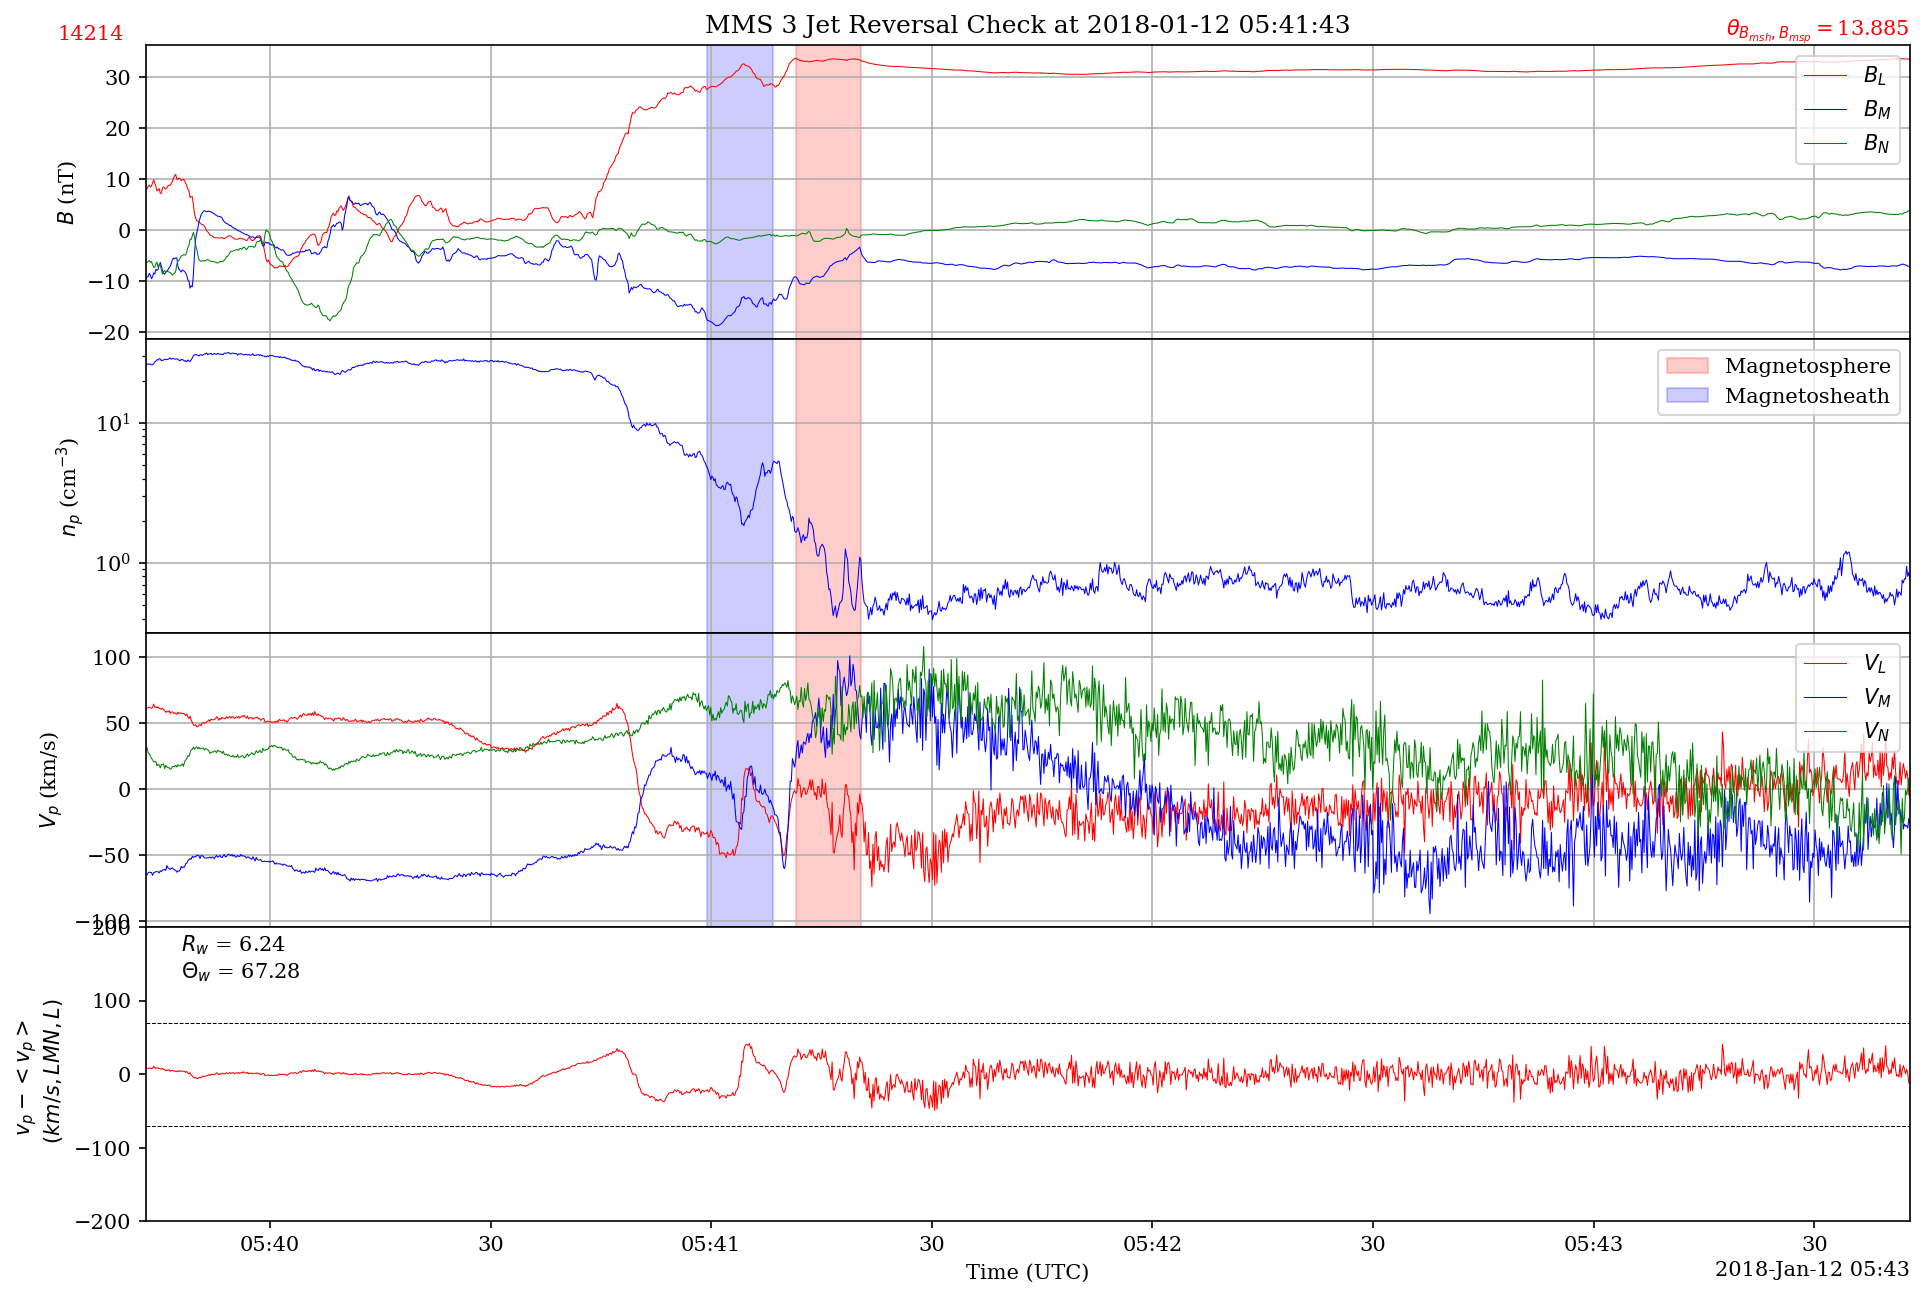 MMS 3 Jet Reversal Check at 2018-01-12 05:41:43
14214
θ_{B_{msh}, B_{msp}} = 13.885
30
20
10
0
−10
−20
B (nT)
B_L
B_M
B_N
10^1
10^0
n_p (cm^{−3})
Magnetosphere
Magnetosheath
100
50
0
−50
−100
V_p (km/s)
V_L
V_M
V_N
200
100
0
−100
−200
v_p − < v_p >
(km/s, LMN, L)
R_w = 6.24
Θ_w = 67.28
05:40 30 05:41 30 05:42 30 05:43 30
Time (UTC)
2018-Jan-12 05:43